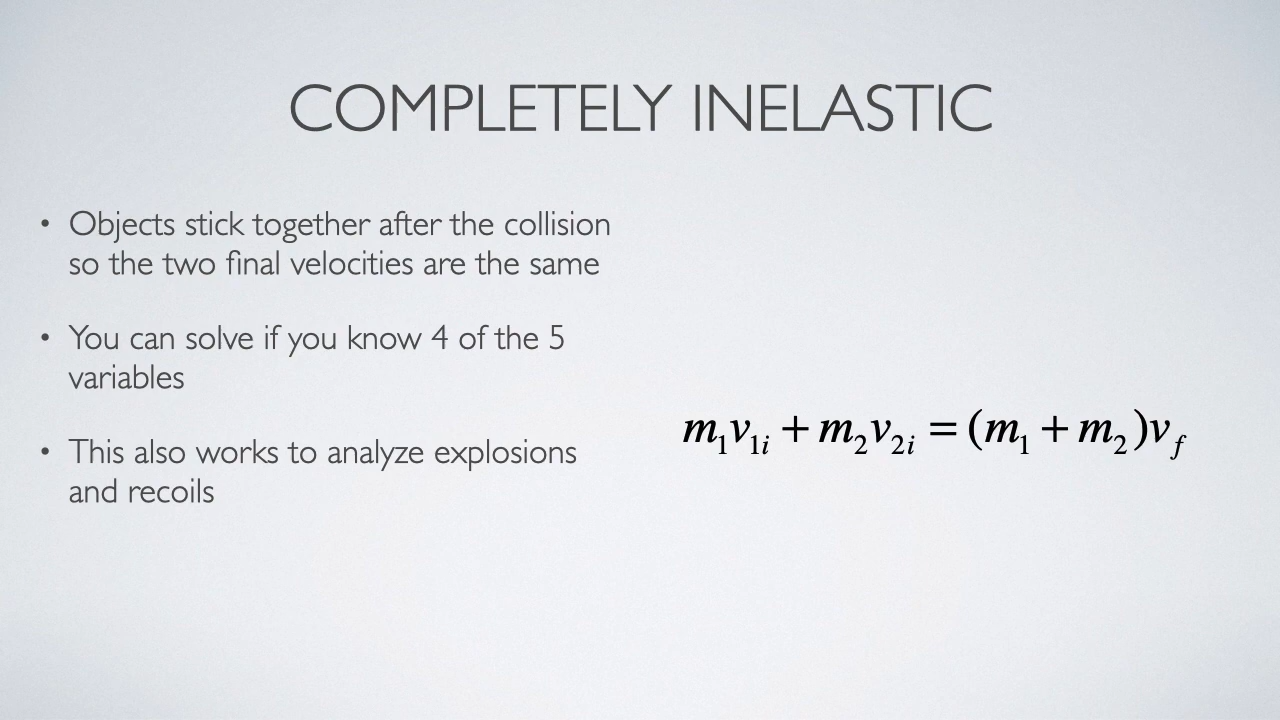 COMPLETELY INELASTIC
• Objects stick together after the collision
so the two final velocities are the same
• You can solve if you know 4 of the 5
variables
• This also works to analyze explosions
and recoils
m₁v₁ᵢ + m₂v₂ᵢ = (m₁ + m₂)v_f